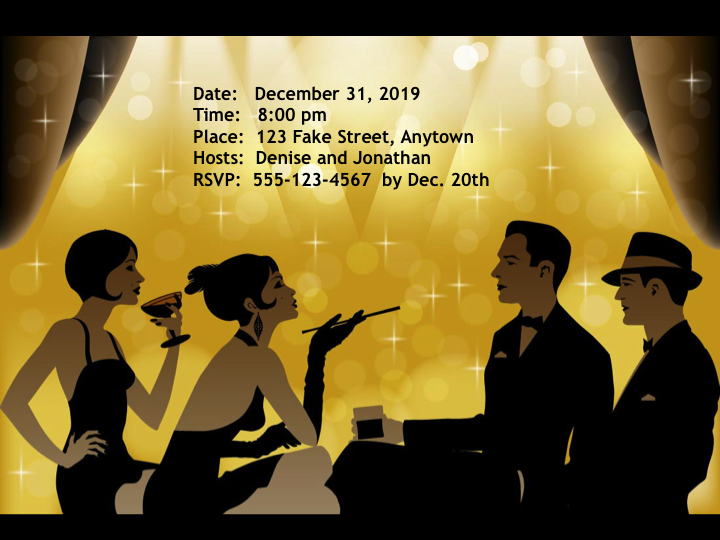 Date: December 31, 2019
Time: 8:00 pm
Place: 123 Fake Street, Anytown
Hosts: Denise and Jonathan
RSVP: 555-123-4567 by Dec. 20th